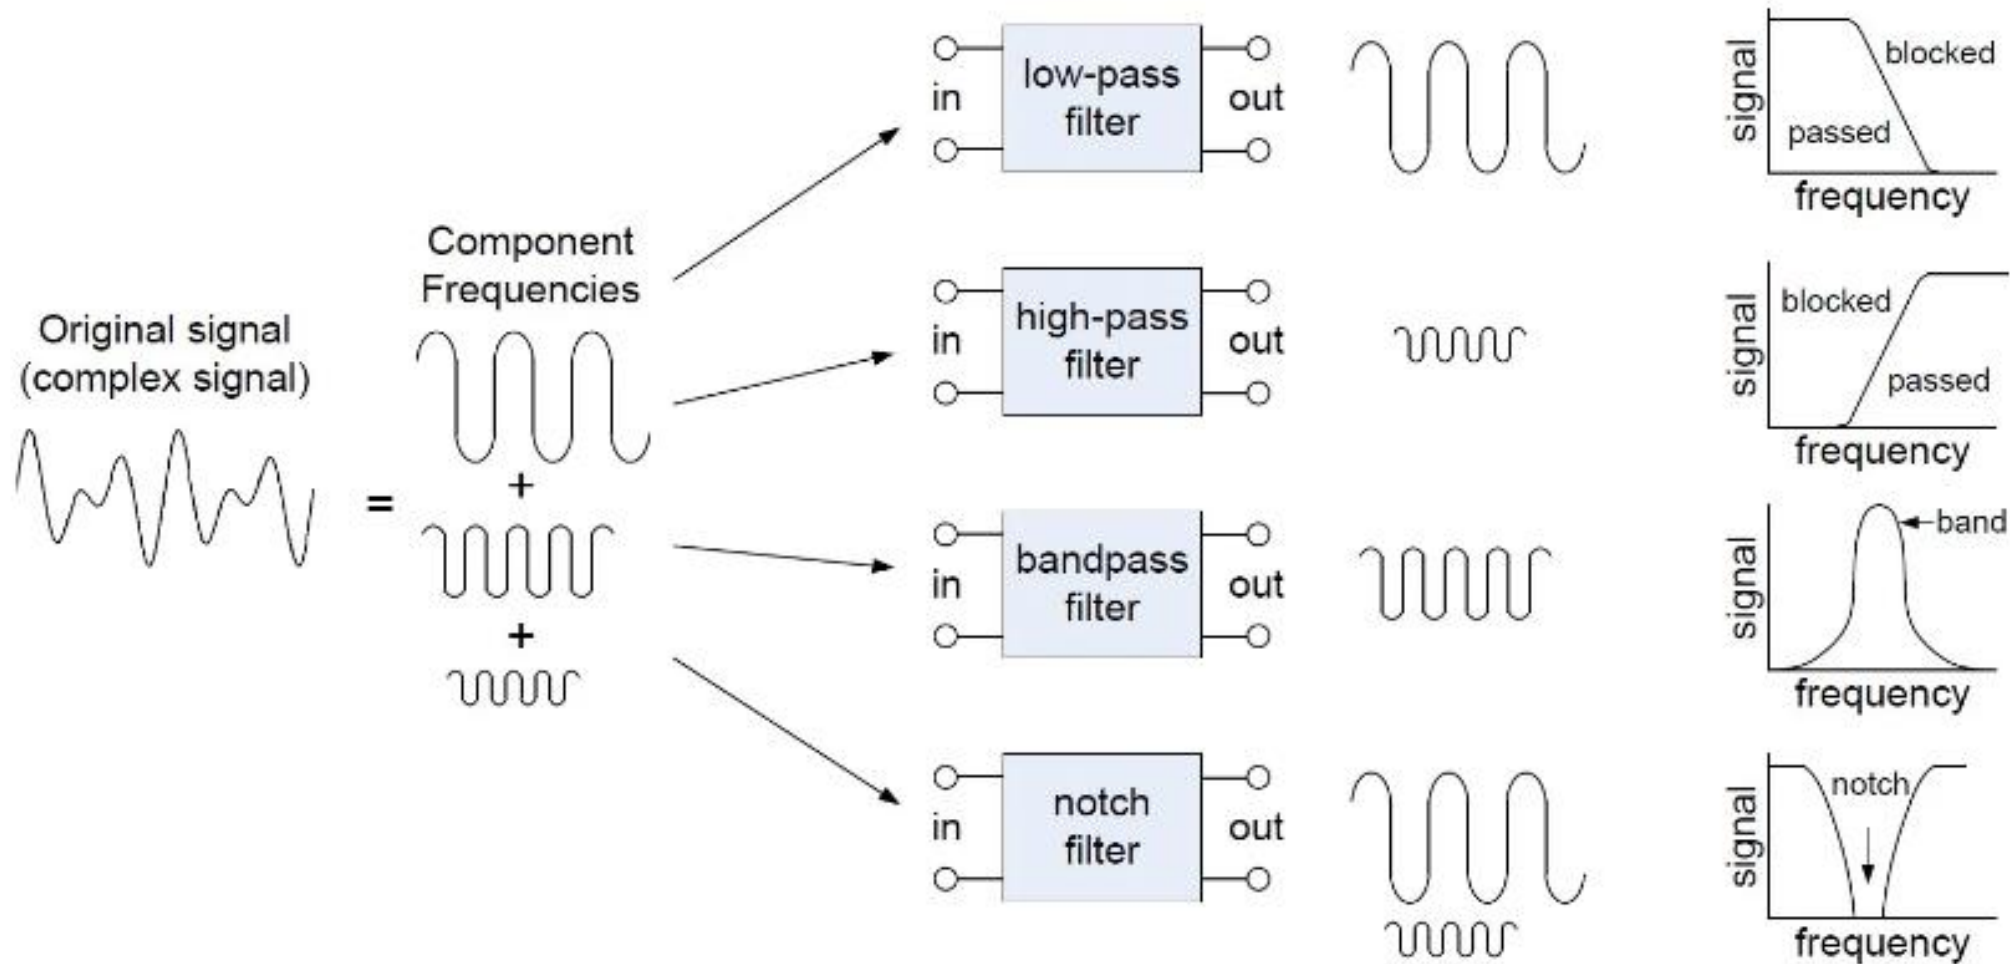 Original signal
(complex signal)
=
Component
Frequencies
+
+
in
low-pass
filter
out
signal
blocked
passed
frequency
in
high-pass
filter
out
signal
blocked
passed
frequency
in
bandpass
filter
out
signal
band
frequency
in
notch
filter
out
signal
notch
frequency